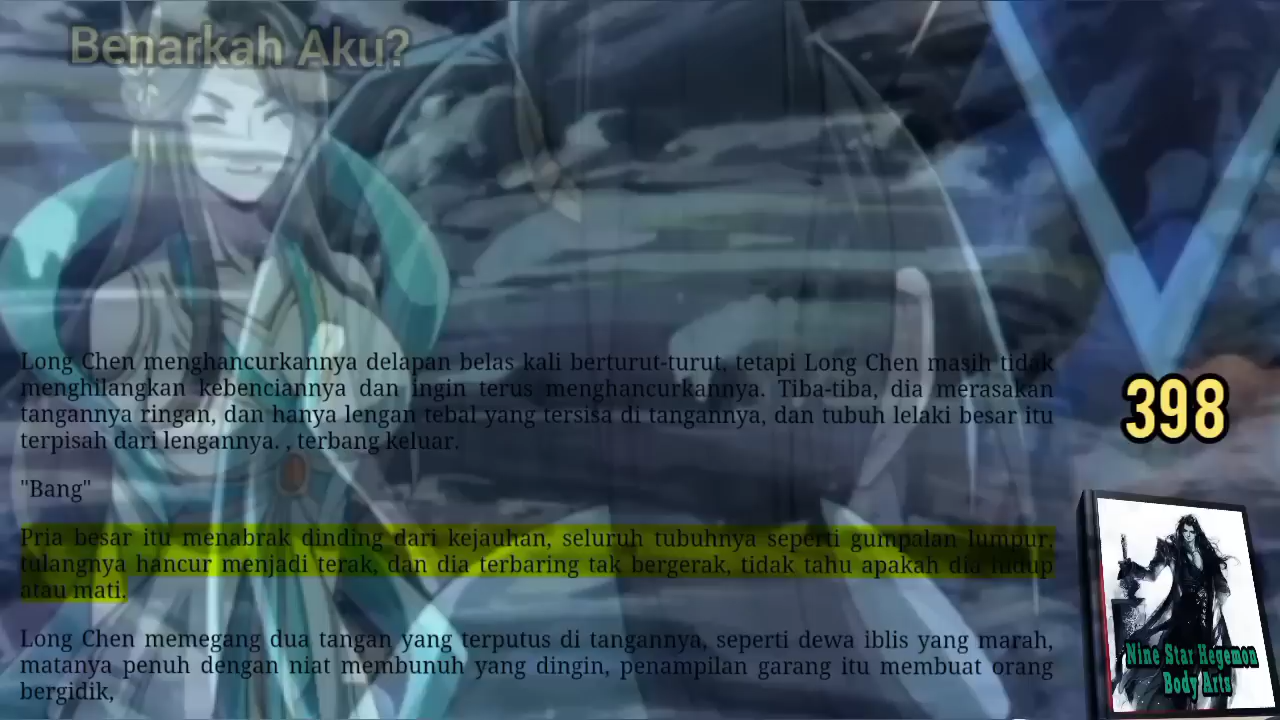 Benarkah Aku?
Long Chen menghancurkannya delapan belas kali berturut-turut, tetapi Long Chen masih tidak
menghilangkan kebenciannya dan ingin terus menghancurkannya. Tiba-tiba, dia merasakan
tangannya ringan, dan hanya lengan tebal yang tersisa di tangannya, dan tubuh lelaki besar itu
terpisah dari lengannya. , terbang keluar.
"Bang"
Pria besar itu menabrak dinding dari kejauhan, seluruh tubuhnya seperti gumpalan lumpur,
tulangnya hancur menjadi terak, dan dia terbaring tak bergerak, tidak tahu apakah dia hidup
atau mati.
Long Chen memegang dua tangan yang terputus di tangannya, seperti dewa iblis yang marah,
matanya penuh dengan niat membunuh yang dingin, penampilan garang itu membuat orang
bergidik,
398
Nine Star Hegemon
Body Arts